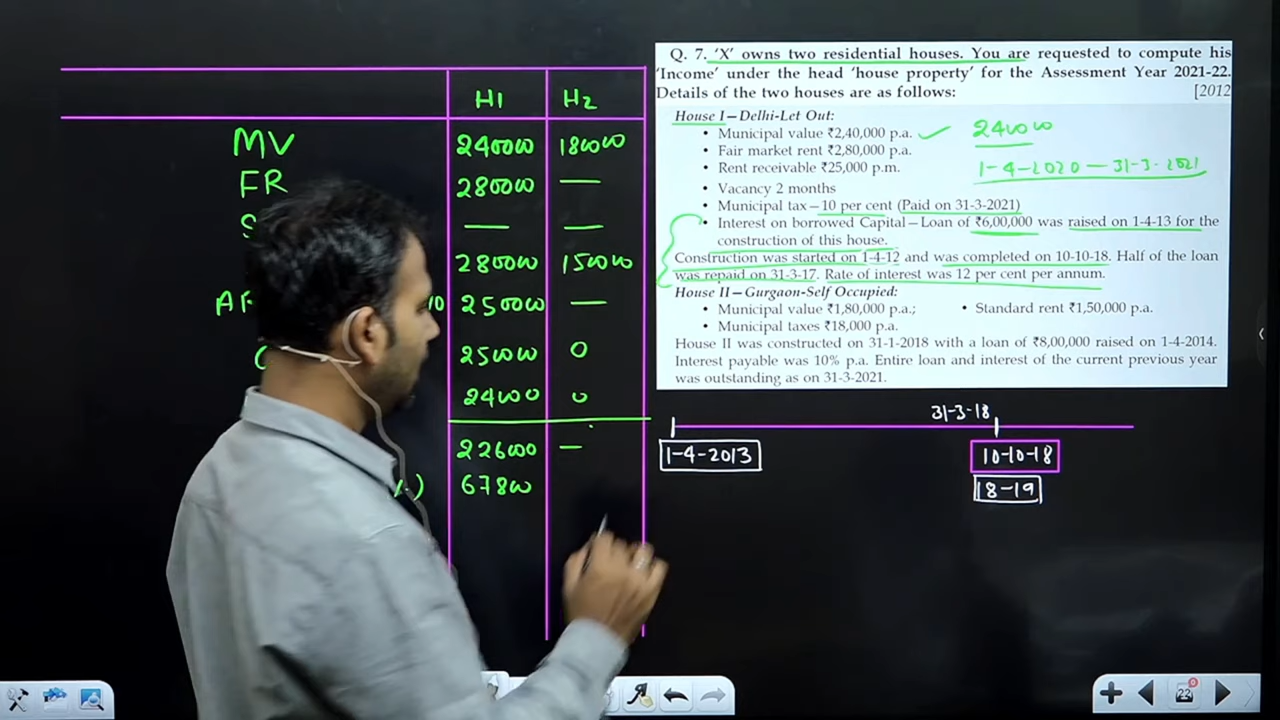 H1 H2
MV 240000 180000
FR 280000 —
— —
280000 150000
250000 —
250000 0
24000 0
226000 —
67800
Q. 7. 'X' owns two residential houses. You are requested to compute his
'Income' under the head 'house property' for the Assessment Year 2021-22.
Details of the two houses are as follows: [2012
House I—Delhi-Let Out:
• Municipal value ₹2,40,000 p.a. ✓ 240000
• Fair market rent ₹2,80,000 p.a.
• Rent receivable ₹25,000 p.m. 1-4-2020 — 31-3-2021
• Vacancy 2 months
• Municipal tax—10 per cent (Paid on 31-3-2021)
• Interest on borrowed Capital—Loan of ₹6,00,000 was raised on 1-4-13 for the
construction of this house.
Construction was started on 1-4-12 and was completed on 10-10-18. Half of the loan
was repaid on 31-3-17. Rate of interest was 12 per cent per annum.
House II—Gurgaon-Self Occupied:
• Municipal value ₹1,80,000 p.a.; • Standard rent ₹1,50,000 p.a.
• Municipal taxes ₹18,000 p.a.
House II was constructed on 31-1-2018 with a loan of ₹8,00,000 raised on 1-4-2014.
Interest payable was 10% p.a. Entire loan and interest of the current previous year
was outstanding as on 31-3-2021.
31-3-18
1-4-2013 10-10-18
18-19
23